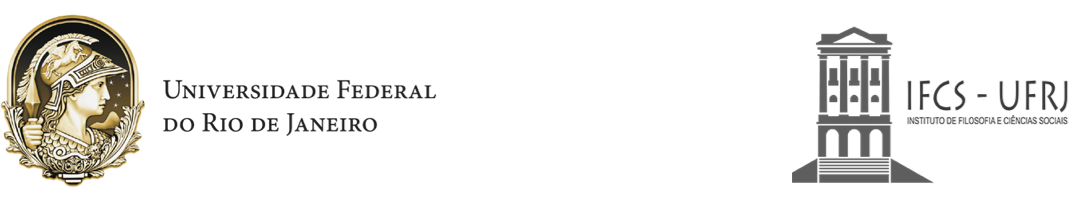 UNIVERSIDADE FEDERAL
DO RIO DE JANEIRO
IFCS - UFRJ
INSTITUTO DE FILOSOFIA E CIÊNCIAS SOCIAIS